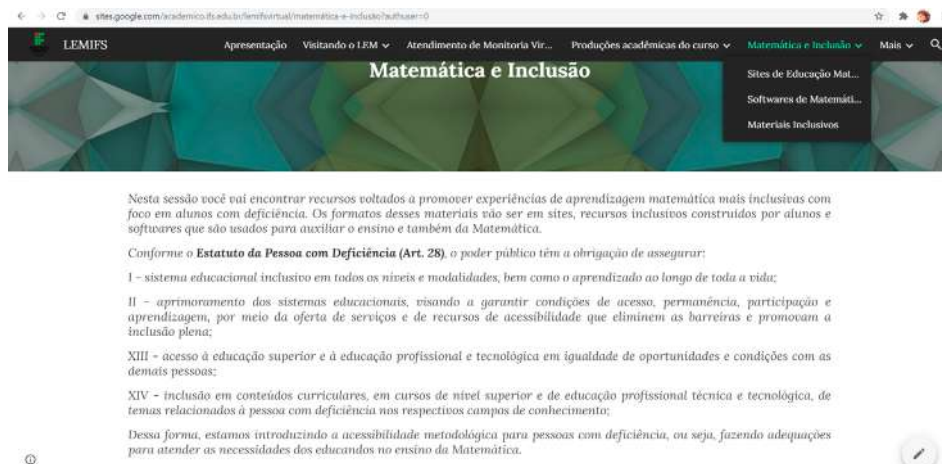 sites.google.com/academico.ifs.edu.br/lemifsvirtual/matemática-e-inclusão?authuser=0
LEMIFS
Apresentação
Visitando o LEM
Atendimento de Monitoria Vir...
Produções acadêmicas do curso
Matemática e Inclusão
Mais
Matemática e Inclusão
Sites de Educação Mat...
Softwares de Matemáti...
Materiais Inclusivos
Nesta sessão você vai encontrar recursos voltados a promover experiências de aprendizagem matemática mais inclusivas com
foco em alunos com deficiência. Os formatos desses materiais vão ser em sites, recursos inclusivos construídos por alunos e
softwares que são usados para auxiliar o ensino e também da Matemática.
Conforme o Estatuto da Pessoa com Deficiência (Art. 28), o poder público têm a obrigação de assegurar:
I – sistema educacional inclusivo em todos os níveis e modalidades, bem como o aprendizado ao longo de toda a vida;
II – aprimoramento dos sistemas educacionais, visando a garantir condições de acesso, permanência, participação e
aprendizagem, por meio da oferta de serviços e de recursos de acessibilidade que eliminem as barreiras e promovam a
inclusão plena;
XIII – acesso à educação superior e à educação profissional e tecnológica em igualdade de oportunidades e condições com as
demais pessoas;
XIV – inclusão em conteúdos curriculares, em cursos de nível superior e de educação profissional técnica e tecnológica, de
temas relacionados à pessoa com deficiência nos respectivos campos de conhecimento;
Dessa forma, estamos introduzindo a acessibilidade metodológica para pessoas com deficiência, ou seja, fazendo adequações
para atender as necessidades dos educandos no ensino da Matemática.